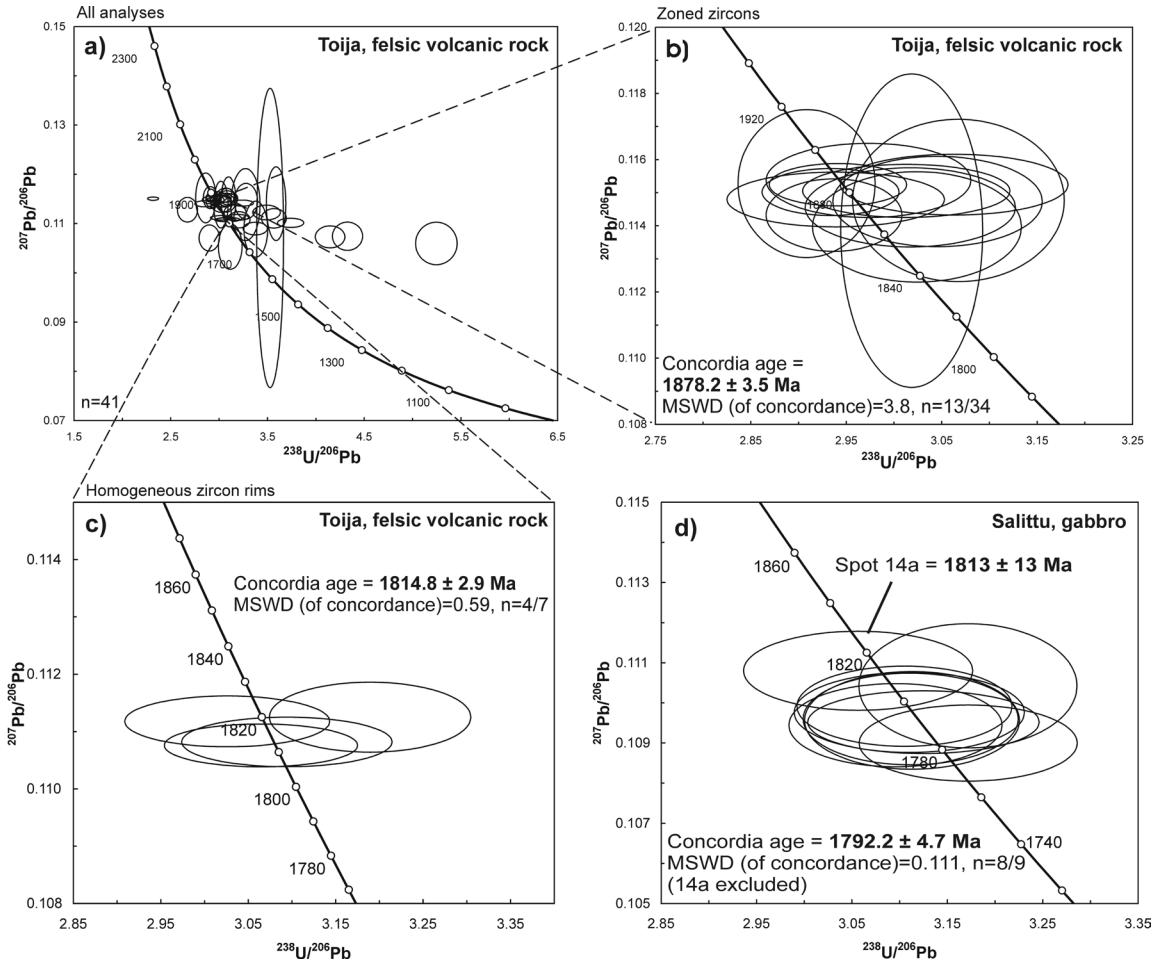 All analyses
a)
Toija, felsic volcanic rock
0.15
0.13
0.11
0.09
0.07
207Pb/206Pb
2300
2100
1900
1700
1500
1300
1100
n=41
1.5 2.5 3.5 4.5 5.5 6.5
238U/206Pb
Zoned zircons
b)
Toija, felsic volcanic rock
0.120
0.118
0.116
0.114
0.112
0.110
0.108
207Pb/206Pb
1920
1880
1840
1800
Concordia age =
1878.2 ± 3.5 Ma
MSWD (of concordance)=3.8, n=13/34
2.75 2.85 2.95 3.05 3.15 3.25
238U/206Pb
Homogeneous zircon rims
c)
Toija, felsic volcanic rock
0.114
0.112
0.110
0.108
207Pb/206Pb
1860
1840
1820
1800
1780
Concordia age = 1814.8 ± 2.9 Ma
MSWD (of concordance)=0.59, n=4/7
2.85 2.95 3.05 3.15 3.25
238U/206Pb
d)
Salittu, gabbro
0.115
0.113
0.111
0.109
0.107
0.105
207Pb/206Pb
1860
1820
1780
1740
Spot 14a = 1813 ± 13 Ma
Concordia age = 1792.2 ± 4.7 Ma
MSWD (of concordance)=0.111, n=8/9
(14a excluded)
2.85 2.95 3.05 3.15 3.25 3.35
238U/206Pb